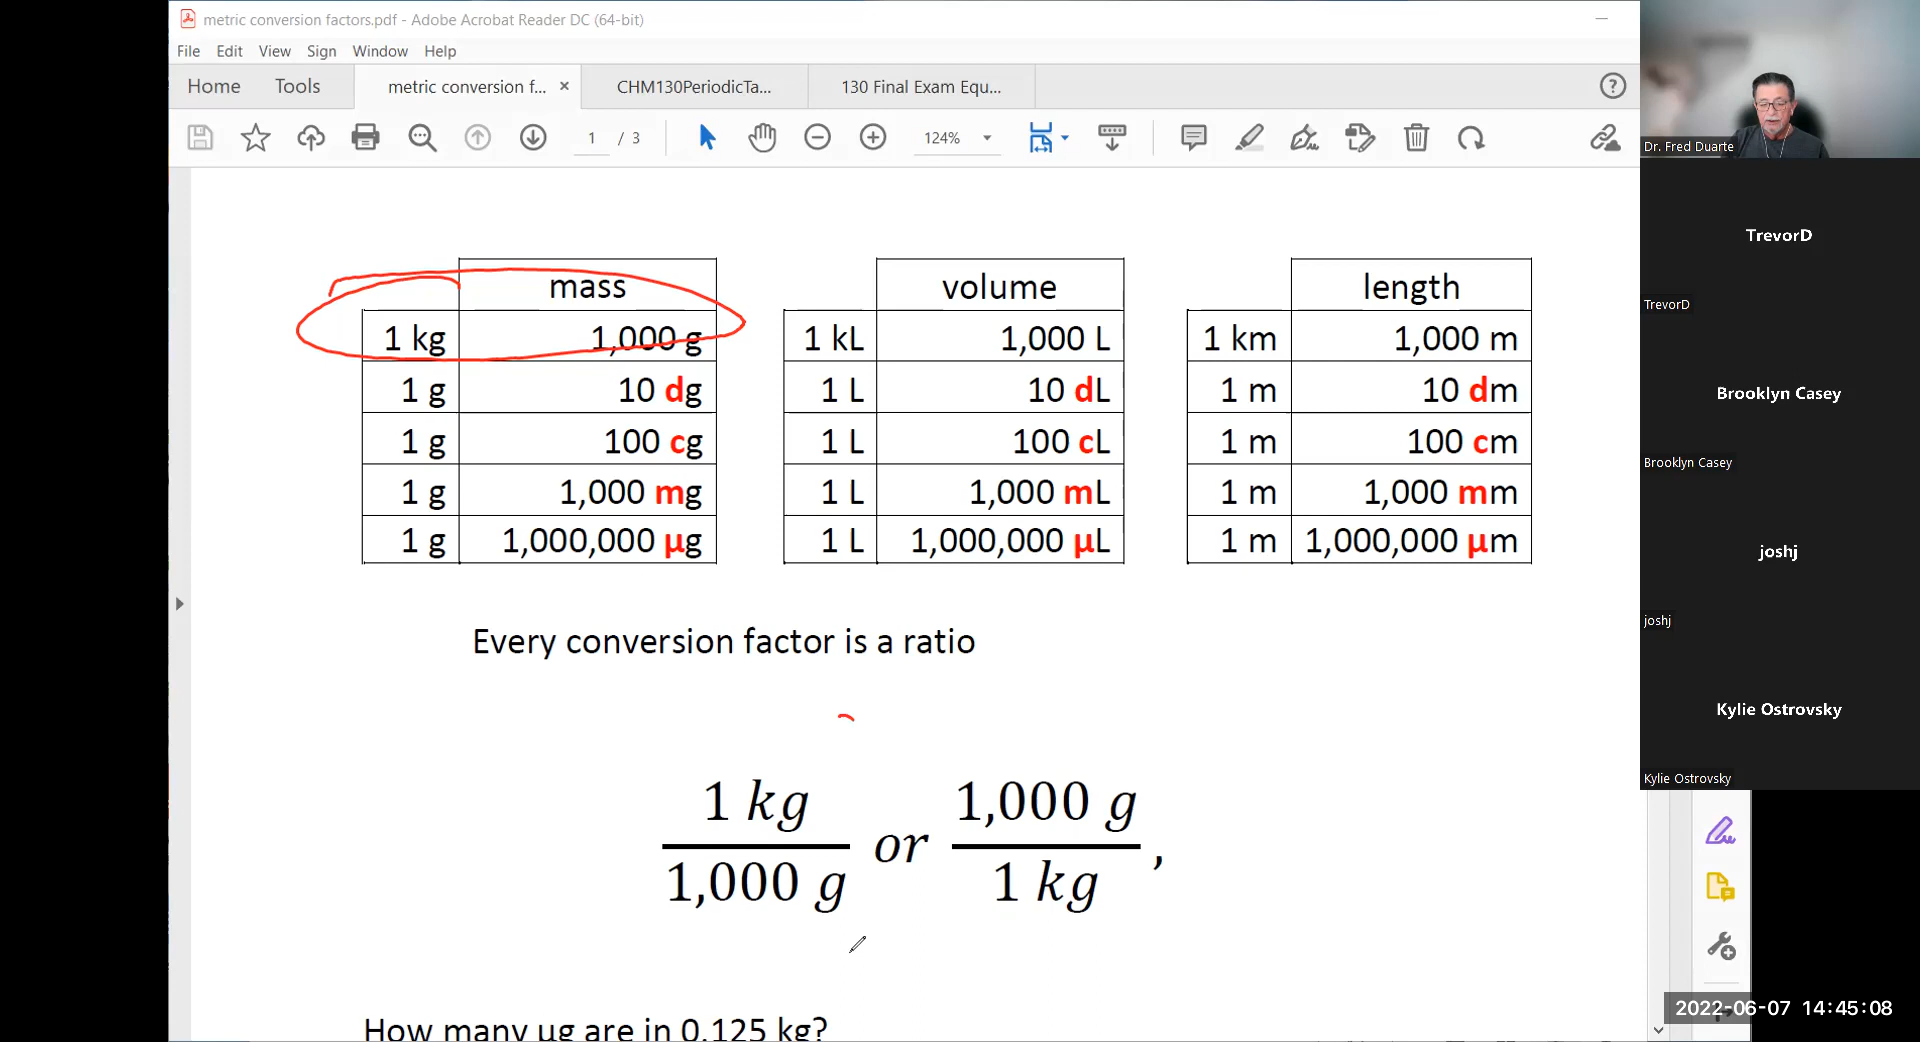 metric conversion factors.pdf - Adobe Acrobat Reader DC (64-bit)
File Edit View Sign Window Help
Home Tools metric conversion f... × CHM130PeriodicTa... 130 Final Exam Equ... ?
1 / 3 124%
Dr. Fred Duarte
TrevorD
TrevorD
Brooklyn Casey
Brooklyn Casey
joshj
joshj
Kylie Ostrovsky
Kylie Ostrovsky
mass
1 kg 1,000 g
1 g 10 dg
1 g 100 cg
1 g 1,000 mg
1 g 1,000,000 µg
volume
1 kL 1,000 L
1 L 10 dL
1 L 100 cL
1 L 1,000 mL
1 L 1,000,000 µL
length
1 km 1,000 m
1 m 10 dm
1 m 100 cm
1 m 1,000 mm
1 m 1,000,000 µm
Every conversion factor is a ratio
1 kg or 1,000 g ,
1,000 g 1 kg
How many µg are in 0.125 kg?
2022-06-07 14:45:08